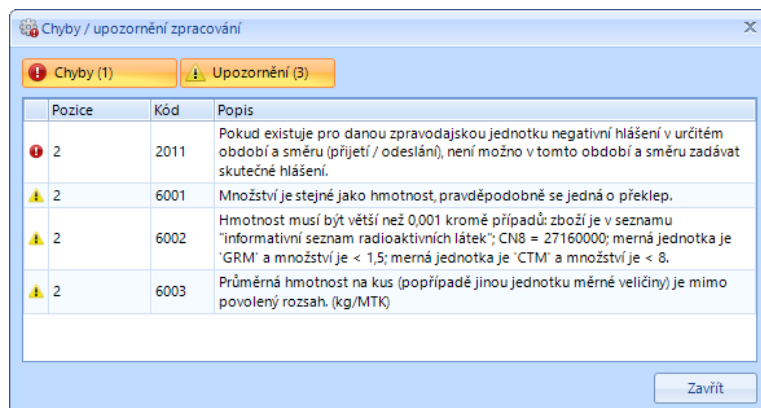 Chyby / upozornění zpracování
Chyby (1)
Upozornění (3)
Pozice Kód Popis
2 2011 Pokud existuje pro danou zpravodajskou jednotku negativní hlášení v určitém
období a směru (přijetí / odeslání), není možno v tomto období a směru zadávat
skutečné hlášení.
2 6001 Množství je stejné jako hmotnost, pravděpodobně se jedná o překlep.
2 6002 Hmotnost musí být větší než 0,001 kromě případů: zboží je v seznamu
"informativní seznam radioaktivních látek"; CN8 = 27160000; merná jednotka je
'GRM' a množství je < 1,5; merná jednotka je 'CTM' a množství je < 8.
2 6003 Průměrná hmotnost na kus (popřípadě jinou jednotku měrné veličiny) je mimo
povolený rozsah. (kg/MTK)
Zavřít